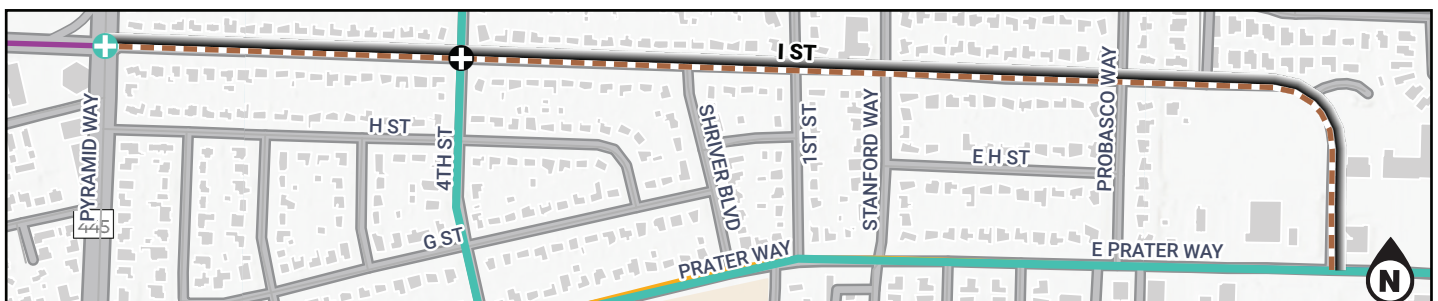 I ST
PYRAMID WAY
H ST
4TH ST
SHRIVER BLVD
1ST ST
STANFORD WAY
E H ST
PROBASCO WAY
445
G ST
PRATER WAY
E PRATER WAY
N